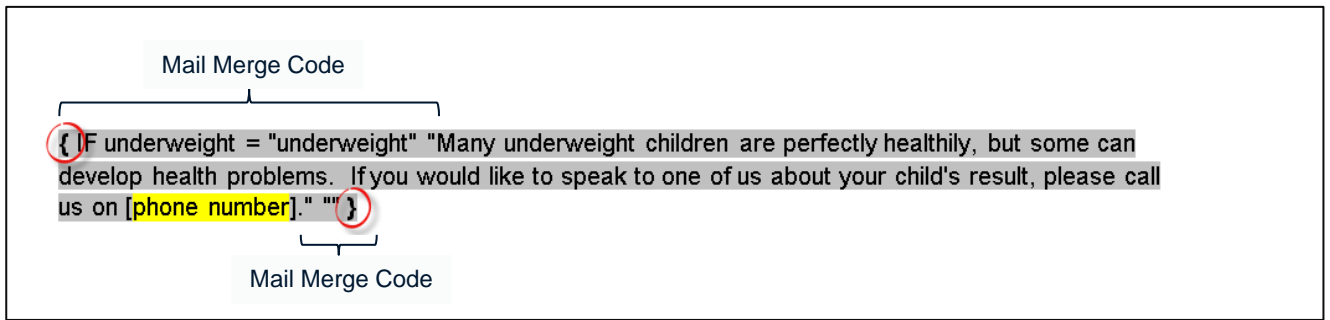 Mail Merge Code
{ IF underweight = "underweight" "Many underweight children are perfectly healthily, but some can
develop health problems.  If you would like to speak to one of us about your child's result, please call
us on [phone number]." "" }
Mail Merge Code